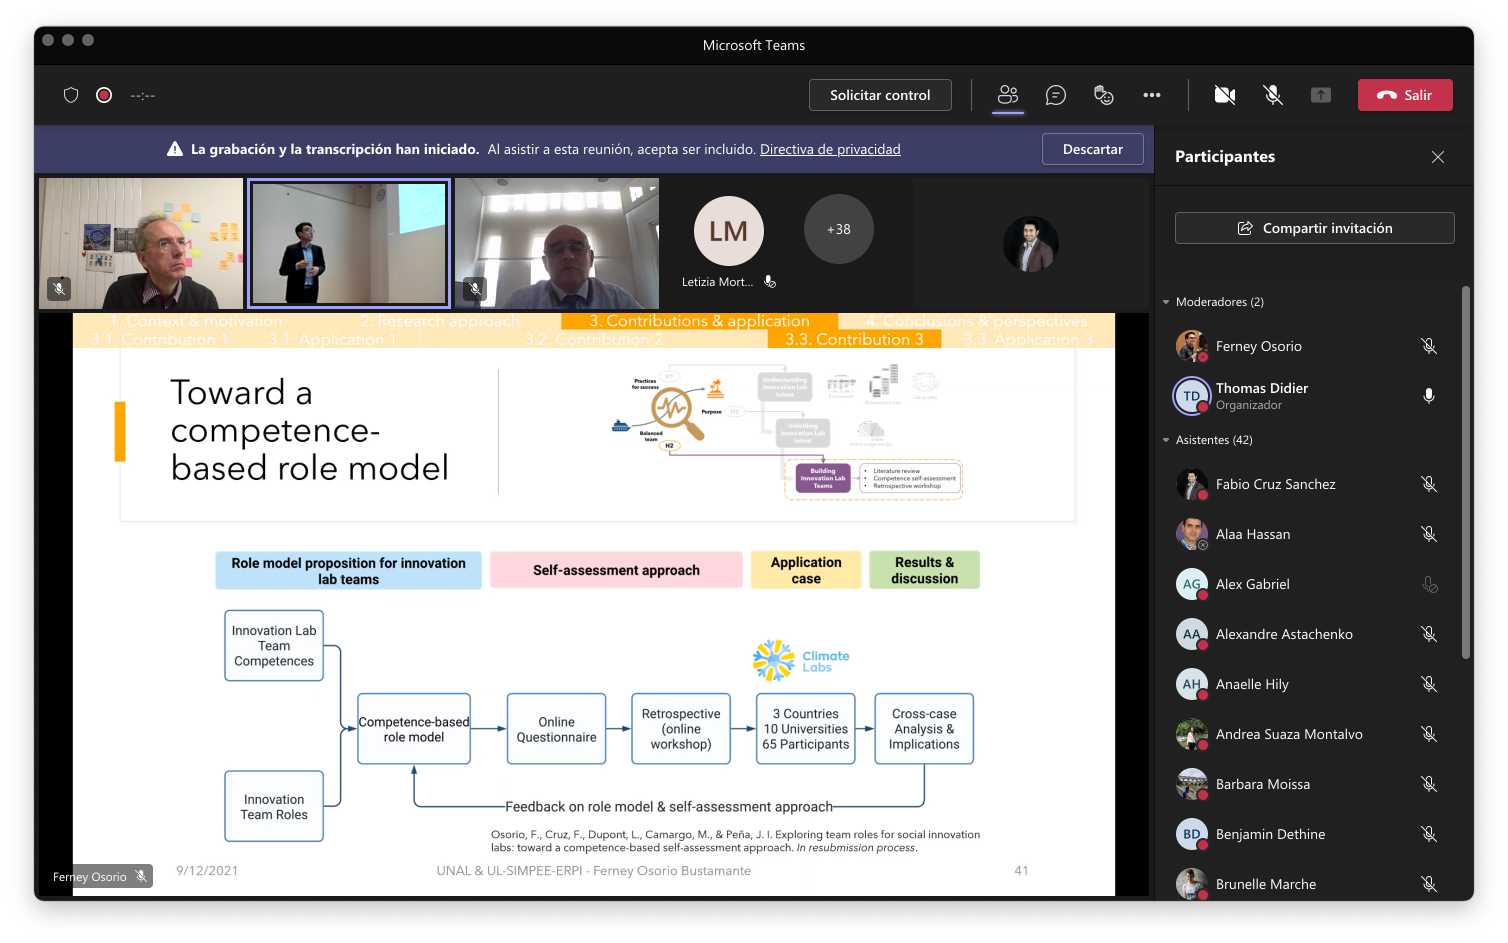 Microsoft Teams
--:--
Solicitar control
Salir
La grabación y la transcripción han iniciado. Al asistir a esta reunión, acepta ser incluido. Directiva de privacidad
Descartar
LM
Letizia Mort...
+38
1. Context & motivation
2. Research approach
3. Contributions & application
4. Conclusions & perspectives
3.1. Contribution 1
3.1. Application 1
3.2. Contribution 2
3.3. Contribution 3
3.3. Application 3
Toward a
competence-
based role model
Practices
for success
Purpose
Balanced
team
H2
Understanding
Innovation Lab
Intent
Unfolding
Innovation Lab
Intent
Building
Innovation Lab
Teams
• Literature review
• Competence self-assessment
• Retrospective workshop
Role model proposition for innovation
lab teams
Self-assessment approach
Application
case
Results &
discussion
Innovation Lab
Team
Competences
Innovation
Team Roles
Competence-based
role model
Online
Questionnaire
Retrospective
(online
workshop)
Climate
Labs
3 Countries
10 Universities
65 Participants
Cross-case
Analysis &
Implications
Feedback on role model & self-assessment approach
Osorio, F., Cruz, F., Dupont, L., Camargo, M., & Peña, J. I. Exploring team roles for social innovation
labs: toward a competence-based self-assessment approach. In resubmission process.
Ferney Osorio
9/12/2021
UNAL & UL-SIMPEE-ERPI - Ferney Osorio Bustamante
41
Participantes
Compartir invitación
Moderadores (2)
Ferney Osorio
TD
Thomas Didier
Organizador
Asistentes (42)
Fabio Cruz Sanchez
Alaa Hassan
AG
Alex Gabriel
AA
Alexandre Astachenko
AH
Anaelle Hily
Andrea Suaza Montalvo
Barbara Moissa
BD
Benjamin Dethine
Brunelle Marche